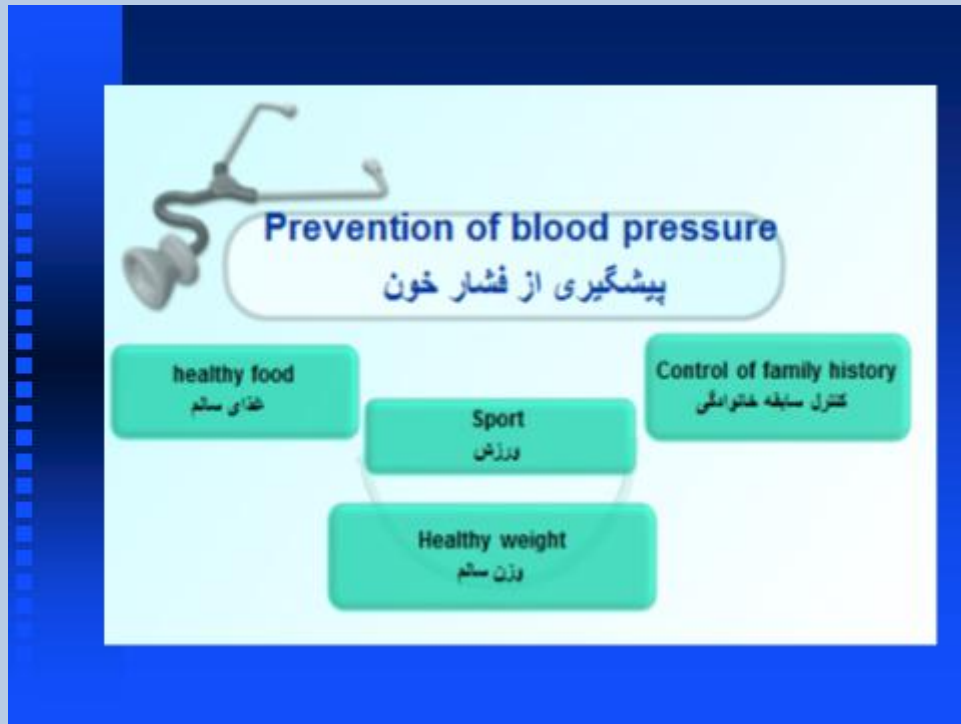 Prevention of blood pressure
پیشگیری از فشار خون
healthy food
غذای سالم
Sport
ورزش
Control of family history
کنترل سابقه خانوادگی
Healthy weight
وزن سالم